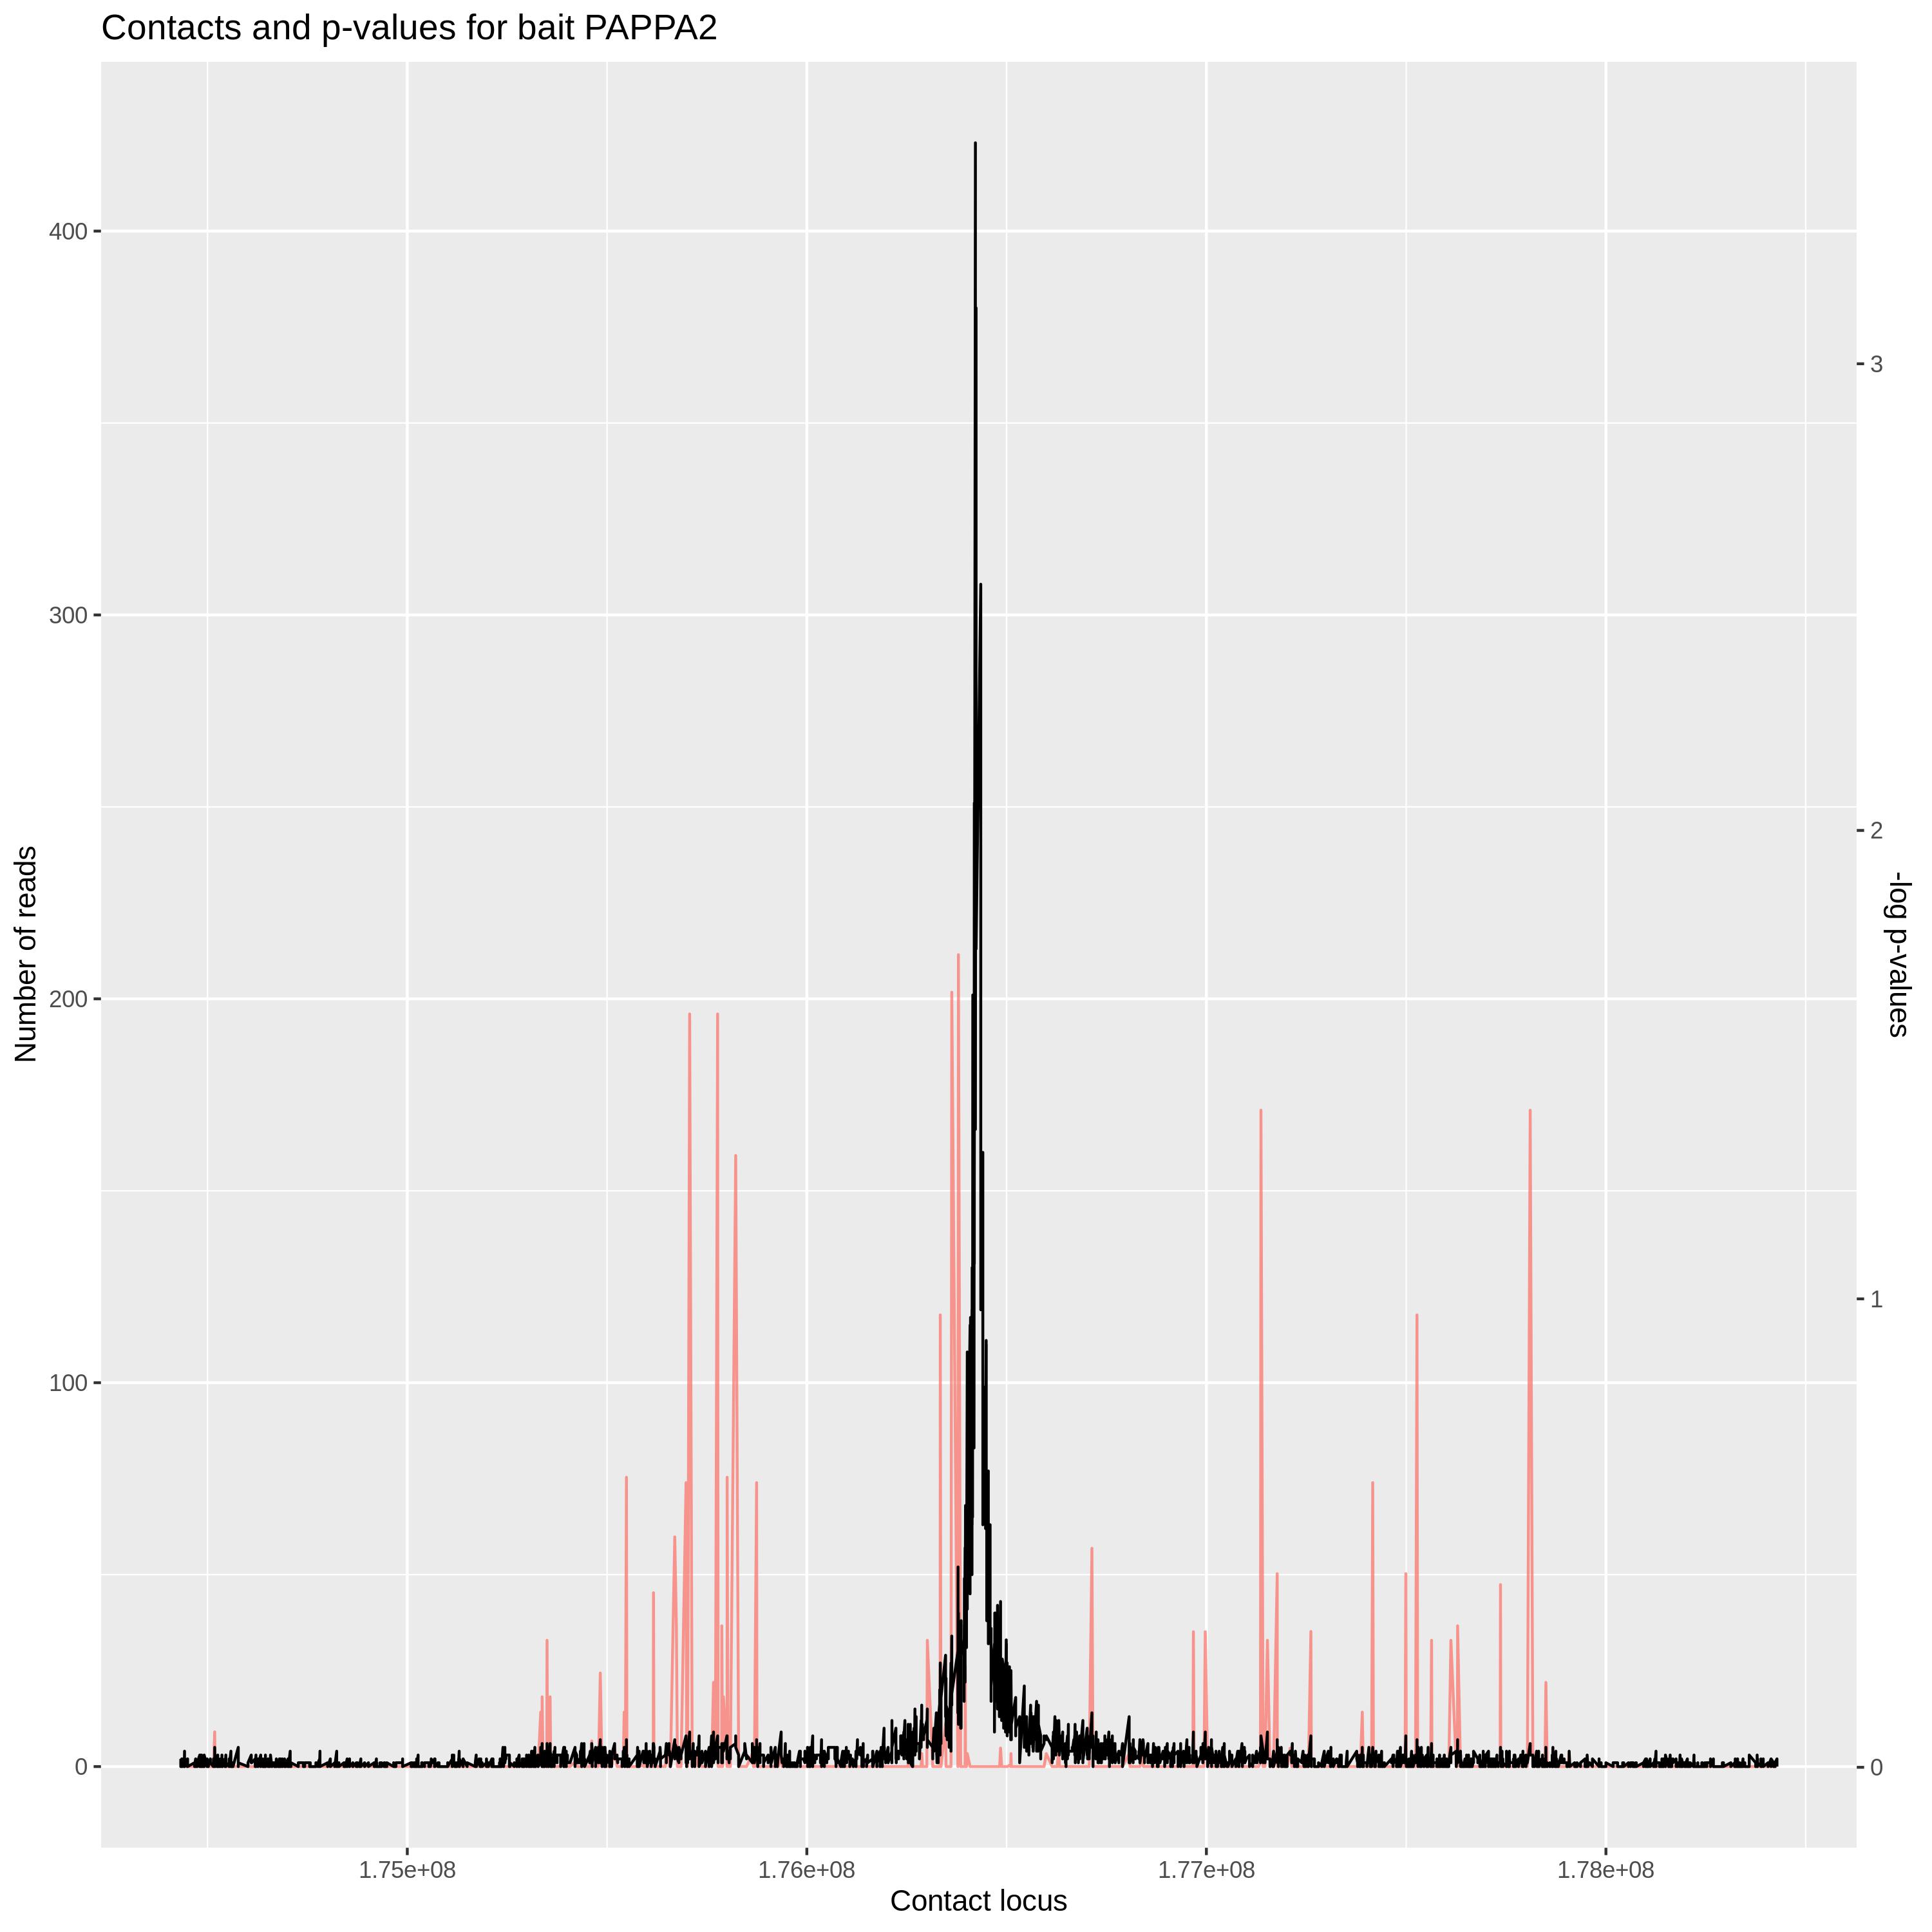 Contacts and p-values for bait PAPPA2
400
300
200
100
0
Number of reads
3
2
1
0
-log p-values
1.75e+08
1.76e+08
1.77e+08
1.78e+08
Contact locus